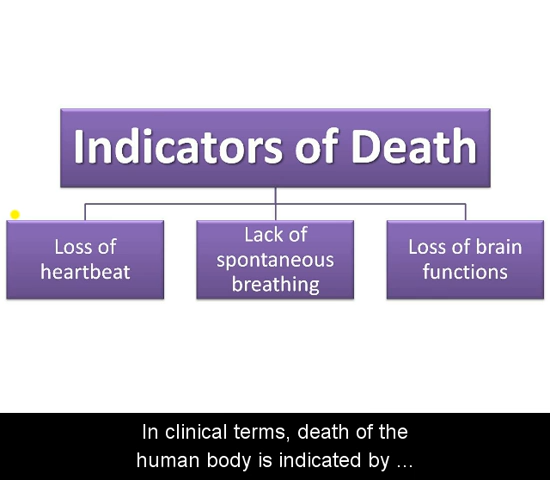 Indicators of Death
Loss of
heartbeat
Lack of
spontaneous
breathing
Loss of brain
functions
In clinical terms, death of the
human body is indicated by ...